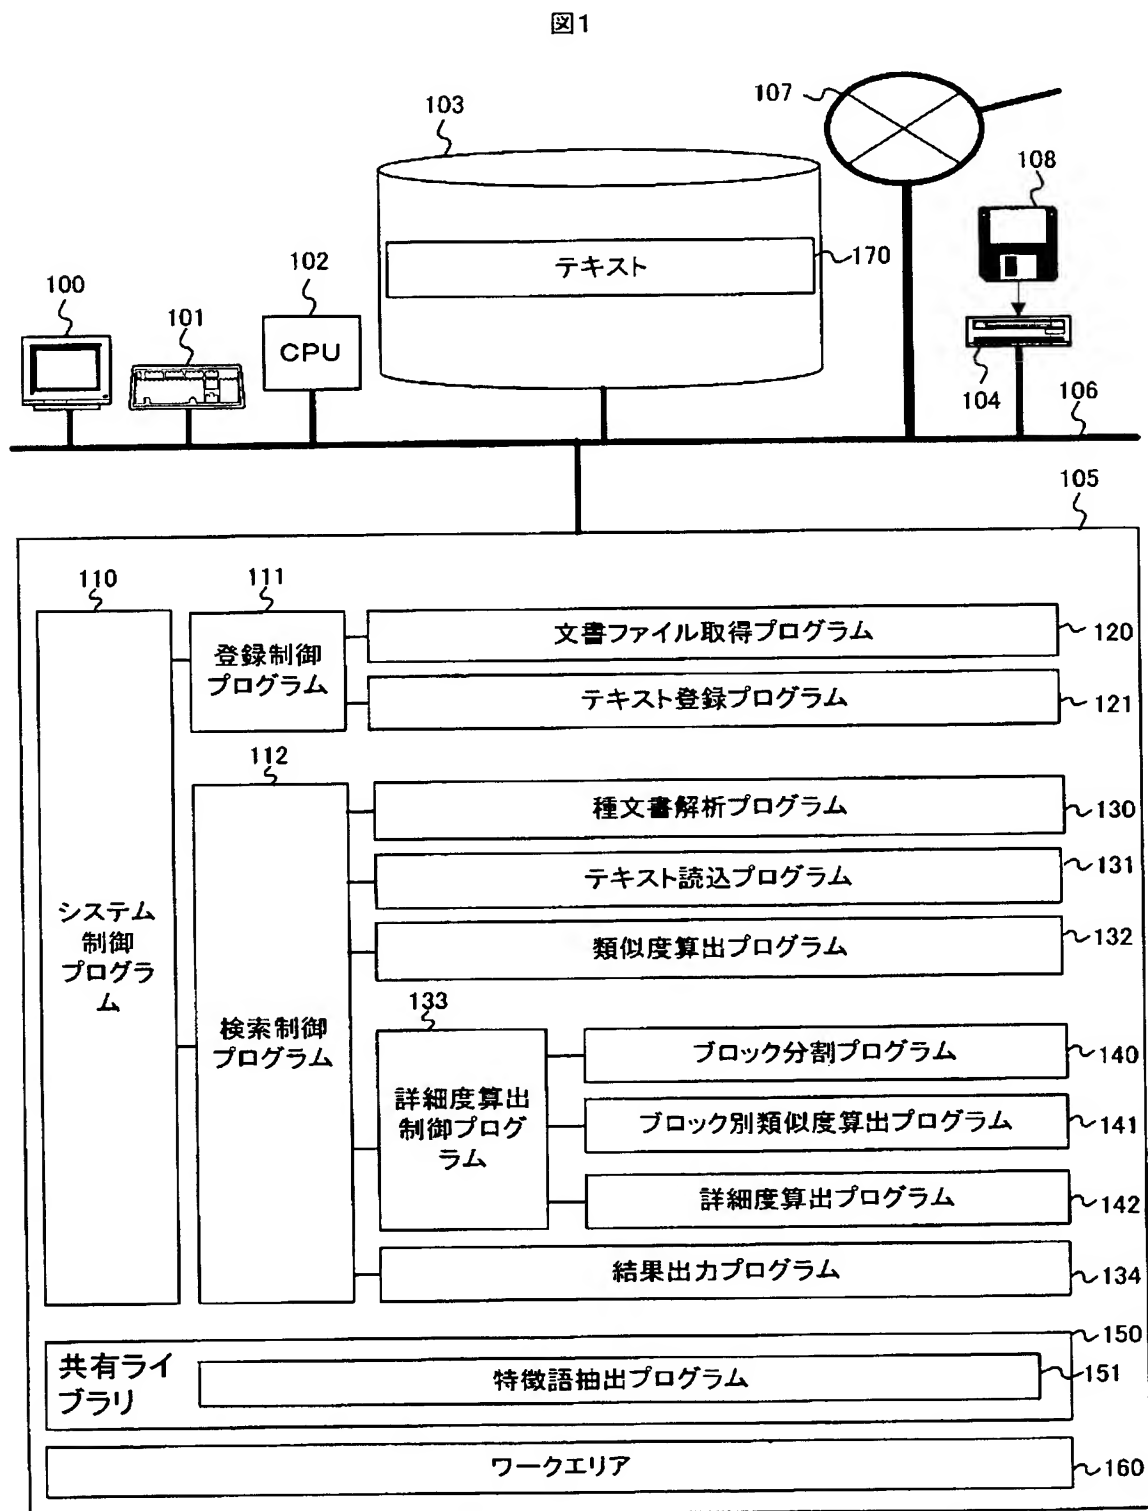 図1
103
107
108
テキスト
170
100
101
102
CPU
104
106
105
110
111
登録制御
プログラム
文書ファイル取得プログラム
120
テキスト登録プログラム
121
112
種文書解析プログラム
130
テキスト読込プログラム
131
類似度算出プログラム
132
システム
制御
プログラ
ム
検索制御
プログラム
133
詳細度算出
制御プログ
ラム
ブロック分割プログラム
140
ブロック別類似度算出プログラム
141
詳細度算出プログラム
142
結果出力プログラム
134
150
共有ライ
ブラリ
特徴語抽出プログラム
151
ワークエリア
160